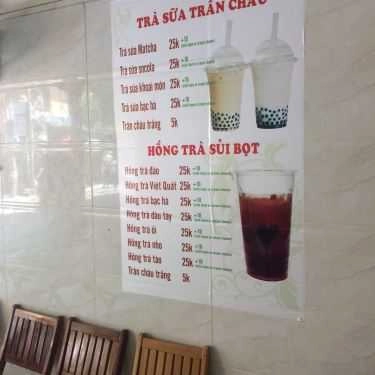 TRÀ SỮA TRÂN CHÂU
Trà sữa Matcha 25k
Trà sữa socola 25k
Trà sữa khoai môn 25k
Trà sữa bạc hà 25k
Trân châu trắng 5k
HỒNG TRÀ SỦI BỌT
Hồng trà đào 25k
Hồng trà Việt Quất 25k
Hồng trà bạc hà 25k
Hồng trà dâu tây 25k
Hồng trà ổi 25k
Hồng trà nho 25k
Hồng trà táo 25k
Trân châu trắng 5k